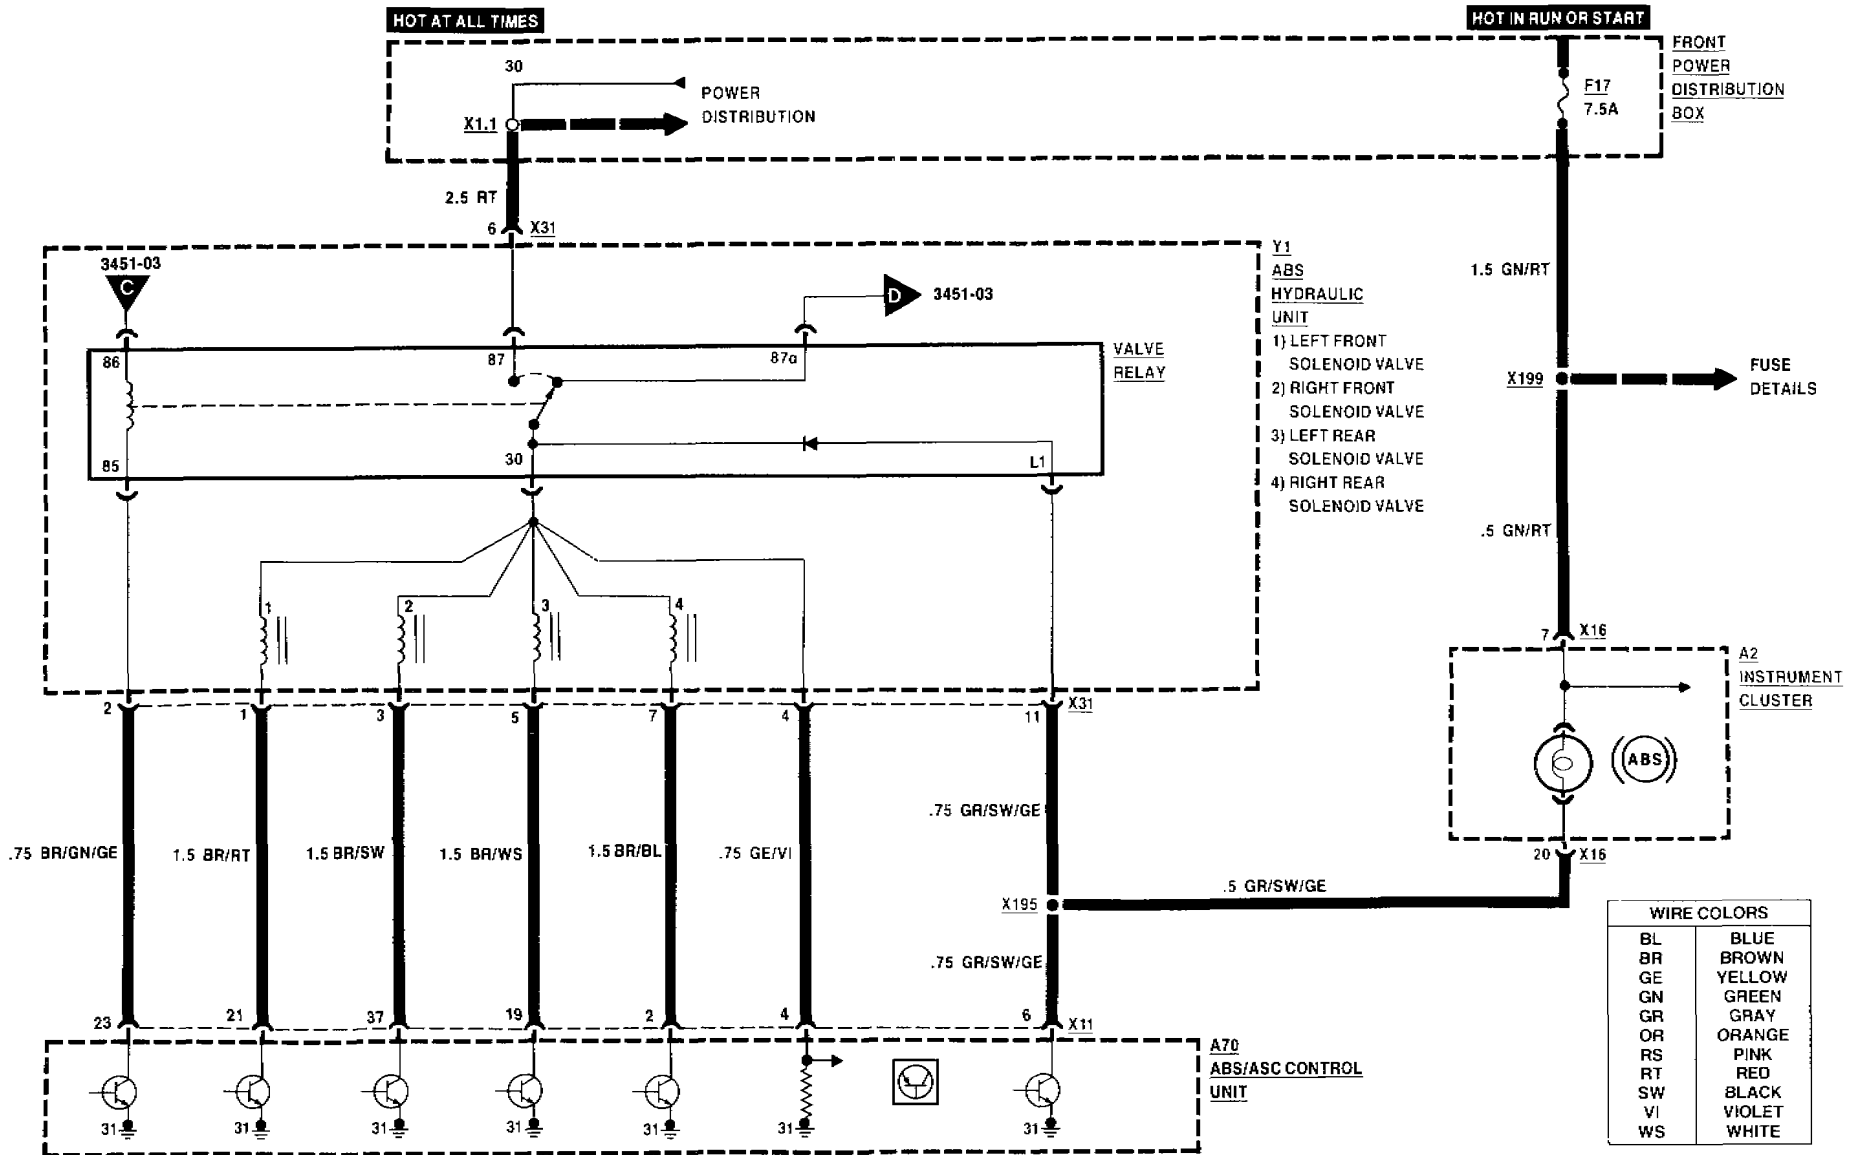 HOT AT ALL TIMES
HOT IN RUN OR START
30
POWER
DISTRIBUTION
X1.1
F17
7.5A
FRONT
POWER
DISTRIBUTION
BOX
2.5 RT
6 X31
3451-03
C
D 3451-03
1.5 GN/RT
Y1
ABS
HYDRAULIC
UNIT
1) LEFT FRONT
SOLENOID VALVE
2) RIGHT FRONT
SOLENOID VALVE
3) LEFT REAR
SOLENOID VALVE
4) RIGHT REAR
SOLENOID VALVE
86 87 87a
VALVE
RELAY
X199
FUSE
DETAILS
85 30 L1
.5 GN/RT
1 2 3 4
7 X16
A2
INSTRUMENT
CLUSTER
ABS
2 1 3 5 7 4 11 X31
.75 GR/SW/GE
.75 BR/GN/GE 1.5 BR/RT 1.5 BR/SW 1.5 BR/WS 1.5 BR/BL .75 GE/VI
20 X16
.5 GR/SW/GE
X195
.75 GR/SW/GE
23 21 37 19 2 4 6 X11
A70
ABS/ASC CONTROL
UNIT
31 31 31 31 31 31 31
WIRE COLORS
BL BLUE
BR BROWN
GE YELLOW
GN GREEN
GR GRAY
OR ORANGE
RS PINK
RT RED
SW BLACK
VI VIOLET
WS WHITE